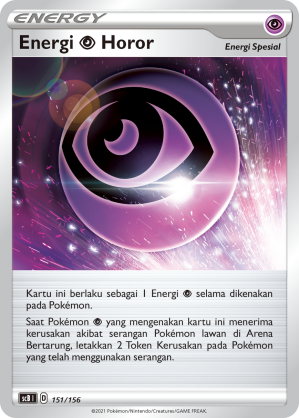 ENERGY
Energi Horor
Energi Spesial
Kartu ini berlaku sebagai 1 Energi selama dikenakan
pada Pokémon.
Saat Pokémon yang mengenakan kartu ini menerima
kerusakan akibat serangan Pokémon lawan di Arena
Bertarung, letakkan 2 Token Kerusakan pada Pokémon
yang telah menggunakan serangan.
sc3D I D 151/156
©2021 Pokémon/Nintendo/Creatures/GAME FREAK